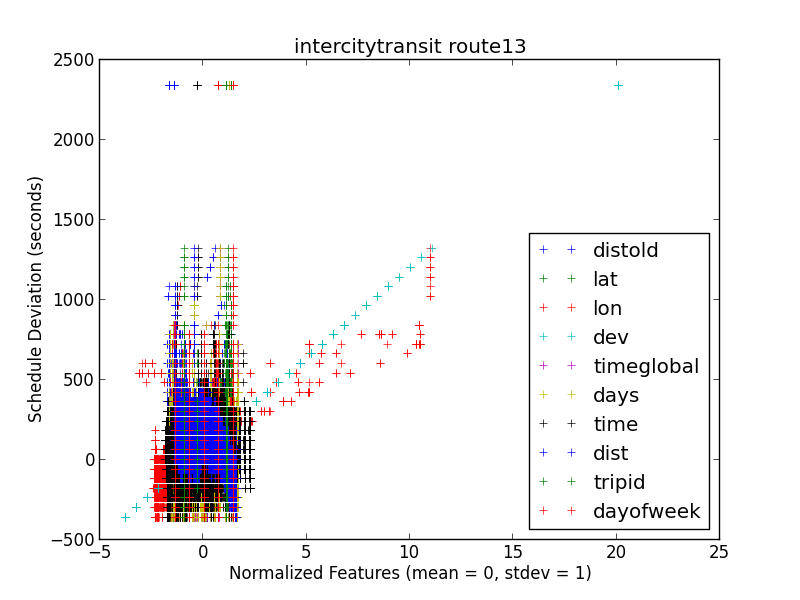 intercitytransit route13
Schedule Deviation (seconds)
2500
2000
1500
1000
500
0
−500
distold
lat
lon
dev
timeglobal
days
time
dist
tripid
dayofweek
−5
0
5
10
15
20
25
Normalized Features (mean = 0, stdev = 1)